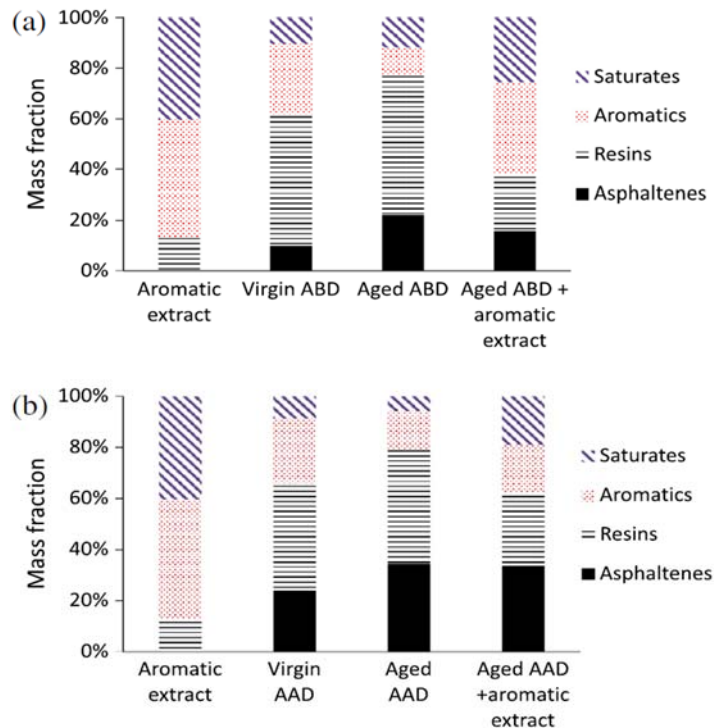 (a)
100%
80%
60%
40%
20%
0%
Mass fraction
Saturates
Aromatics
Resins
Asphaltenes
Aromatic
extract
Virgin ABD
Aged ABD
Aged ABD +
aromatic
extract
(b)
100%
80%
60%
40%
20%
0%
Mass fraction
Saturates
Aromatics
Resins
Asphaltenes
Aromatic
extract
Virgin
AAD
Aged
AAD
Aged AAD
+aromatic
extract